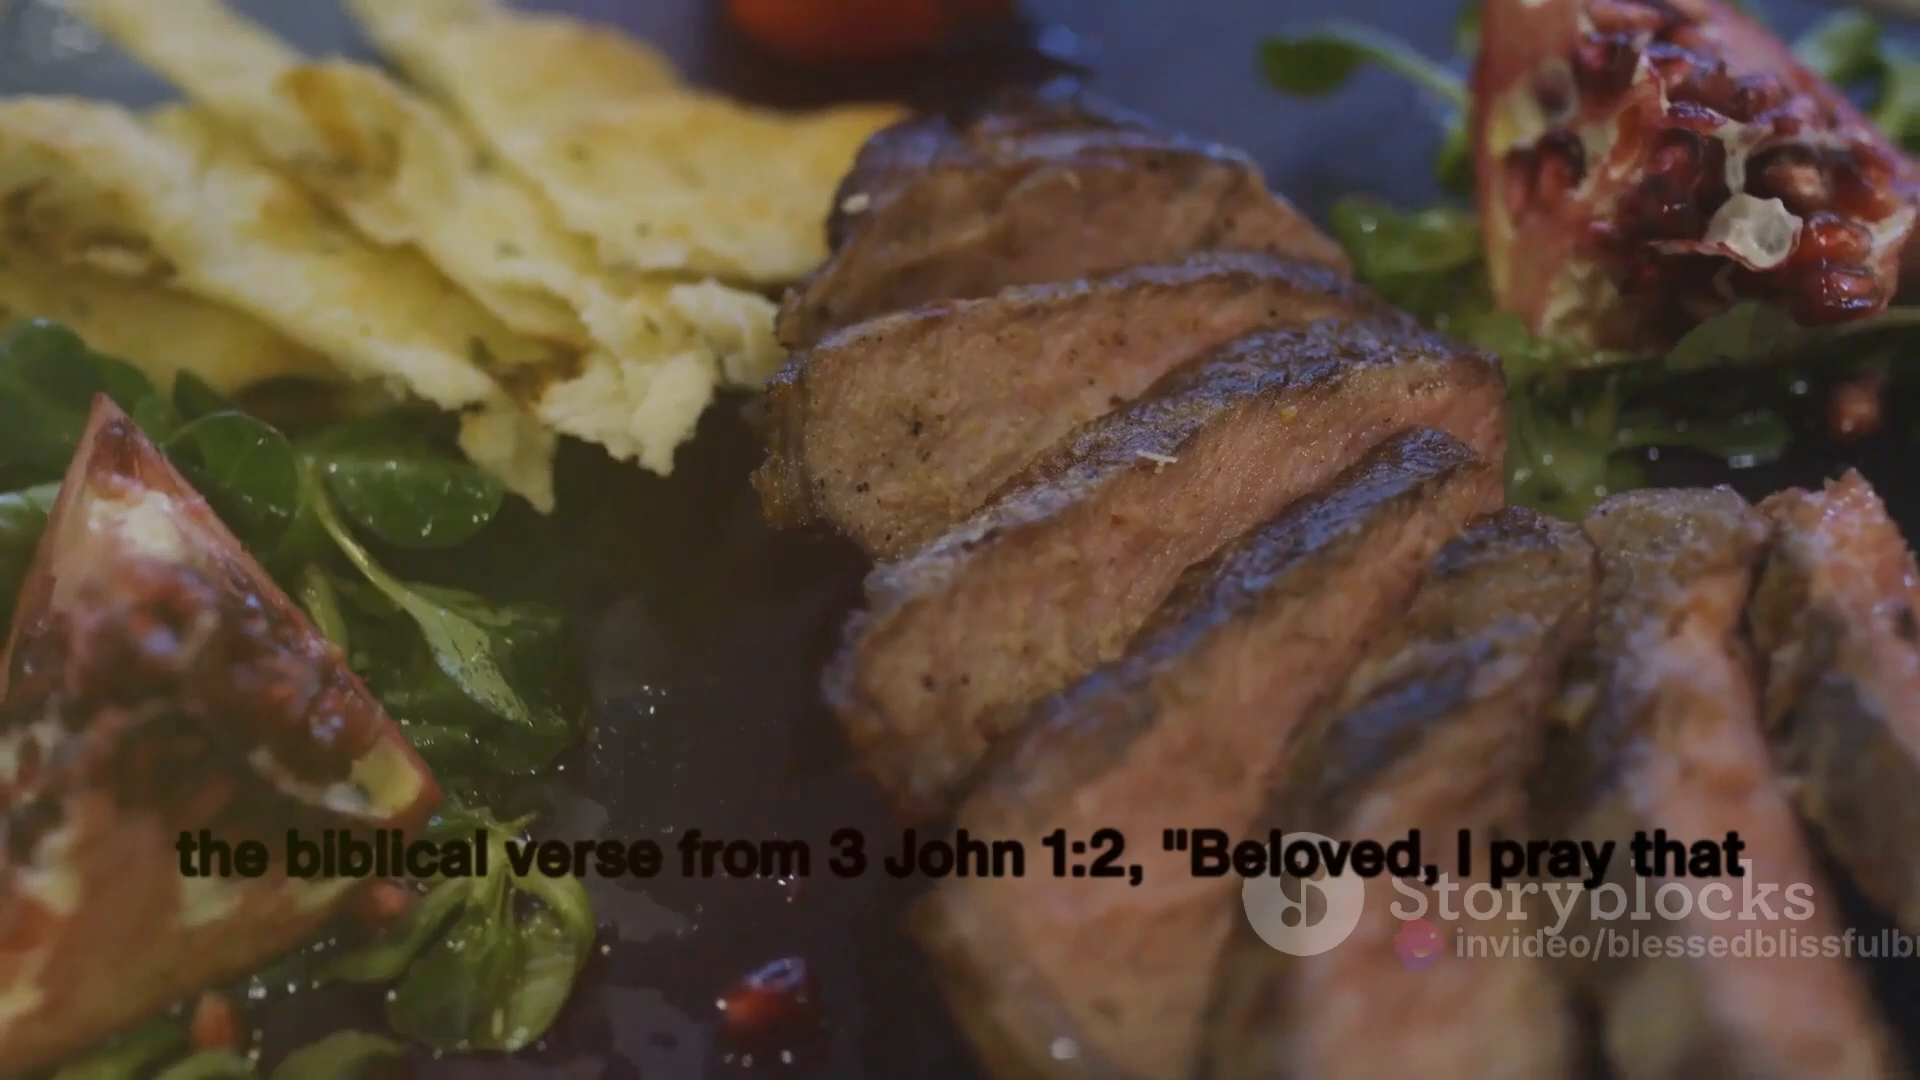 the biblical verse from 3 John 1:2, "Beloved, I pray that
Storyblocks
invideo/blessedblissfulb